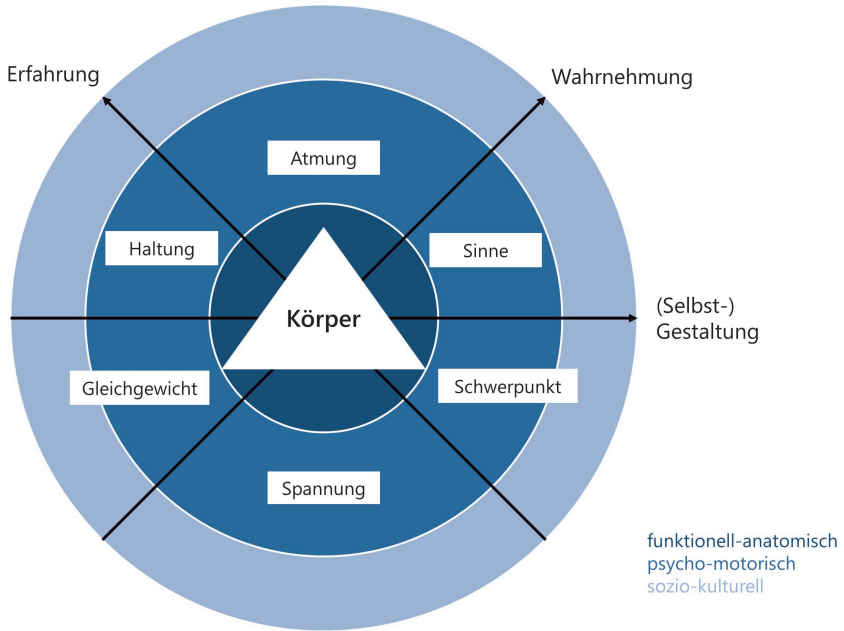 Erfahrung
Wahrnehmung
Atmung
Haltung
Sinne
Körper
(Selbst-)
Gestaltung
Gleichgewicht
Schwerpunkt
Spannung
funktionell-anatomisch
psycho-motorisch
sozio-kulturell